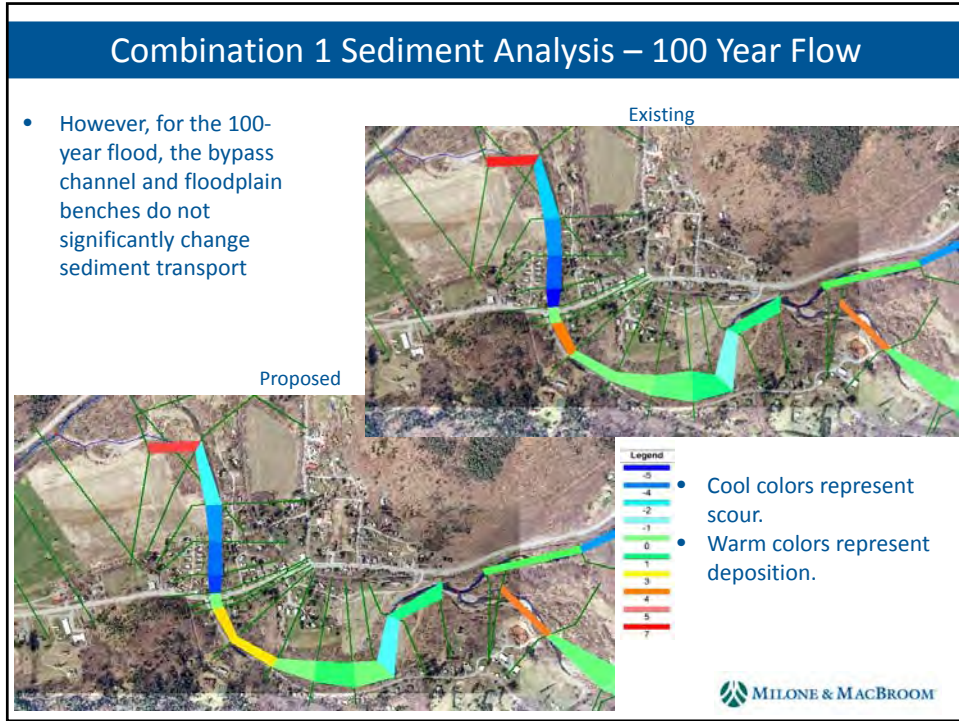 Combination 1 Sediment Analysis – 100 Year Flow
• However, for the 100-
year flood, the bypass
channel and floodplain
benches do not
significantly change
sediment transport
Existing
Proposed
Legend
-5
-4
-2
-1
0
1
3
4
5
7
• Cool colors represent
scour.
• Warm colors represent
deposition.
MILONE & MACBROOM